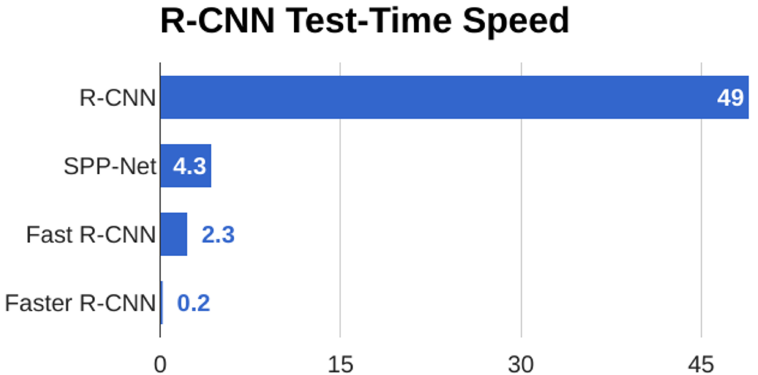 R-CNN Test-Time Speed
R-CNN 49
SPP-Net 4.3
Fast R-CNN 2.3
Faster R-CNN 0.2
0 15 30 45